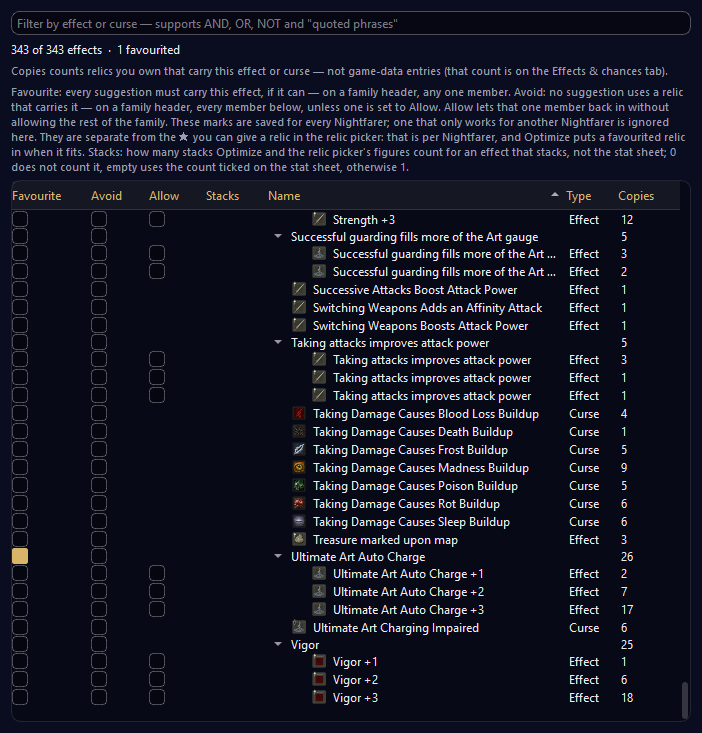 Filter by effect or curse — supports AND, OR, NOT and "quoted phrases"
343 of 343 effects · 1 favourited
Copies counts relics you own that carry this effect or curse — not game-data entries (that count is on the Effects & chances tab).
Favourite: every suggestion must carry this effect, if it can — on a family header, any one member. Avoid: no suggestion uses a relic
that carries it — on a family header, every member below, unless one is set to Allow. Allow lets that one member back in without
allowing the rest of the family. These marks are saved for every Nightfarer; one that only works for another Nightfarer is ignored
here. They are separate from the ★ you can give a relic in the relic picker: that is per Nightfarer, and Optimize puts a favourited relic
in when it fits. Stacks: how many stacks Optimize and the relic picker's figures count for an effect that stacks, not the stat sheet; 0
does not count it, empty uses the count ticked on the stat sheet, otherwise 1.
Favourite Avoid Allow Stacks Name Type Copies
Strength +3 Effect 12
Successful guarding fills more of the Art gauge 5
Successful guarding fills more of the Art ... Effect 3
Successful guarding fills more of the Art ... Effect 2
Successive Attacks Boost Attack Power Effect 1
Switching Weapons Adds an Affinity Attack Effect 1
Switching Weapons Boosts Attack Power Effect 1
Taking attacks improves attack power 5
Taking attacks improves attack power Effect 3
Taking attacks improves attack power Effect 1
Taking attacks improves attack power Effect 1
Taking Damage Causes Blood Loss Buildup Curse 4
Taking Damage Causes Death Buildup Curse 1
Taking Damage Causes Frost Buildup Curse 5
Taking Damage Causes Madness Buildup Curse 9
Taking Damage Causes Poison Buildup Curse 5
Taking Damage Causes Rot Buildup Curse 6
Taking Damage Causes Sleep Buildup Curse 6
Treasure marked upon map Effect 3
Ultimate Art Auto Charge 26
Ultimate Art Auto Charge +1 Effect 2
Ultimate Art Auto Charge +2 Effect 7
Ultimate Art Auto Charge +3 Effect 17
Ultimate Art Charging Impaired Curse 6
Vigor 25
Vigor +1 Effect 1
Vigor +2 Effect 6
Vigor +3 Effect 18